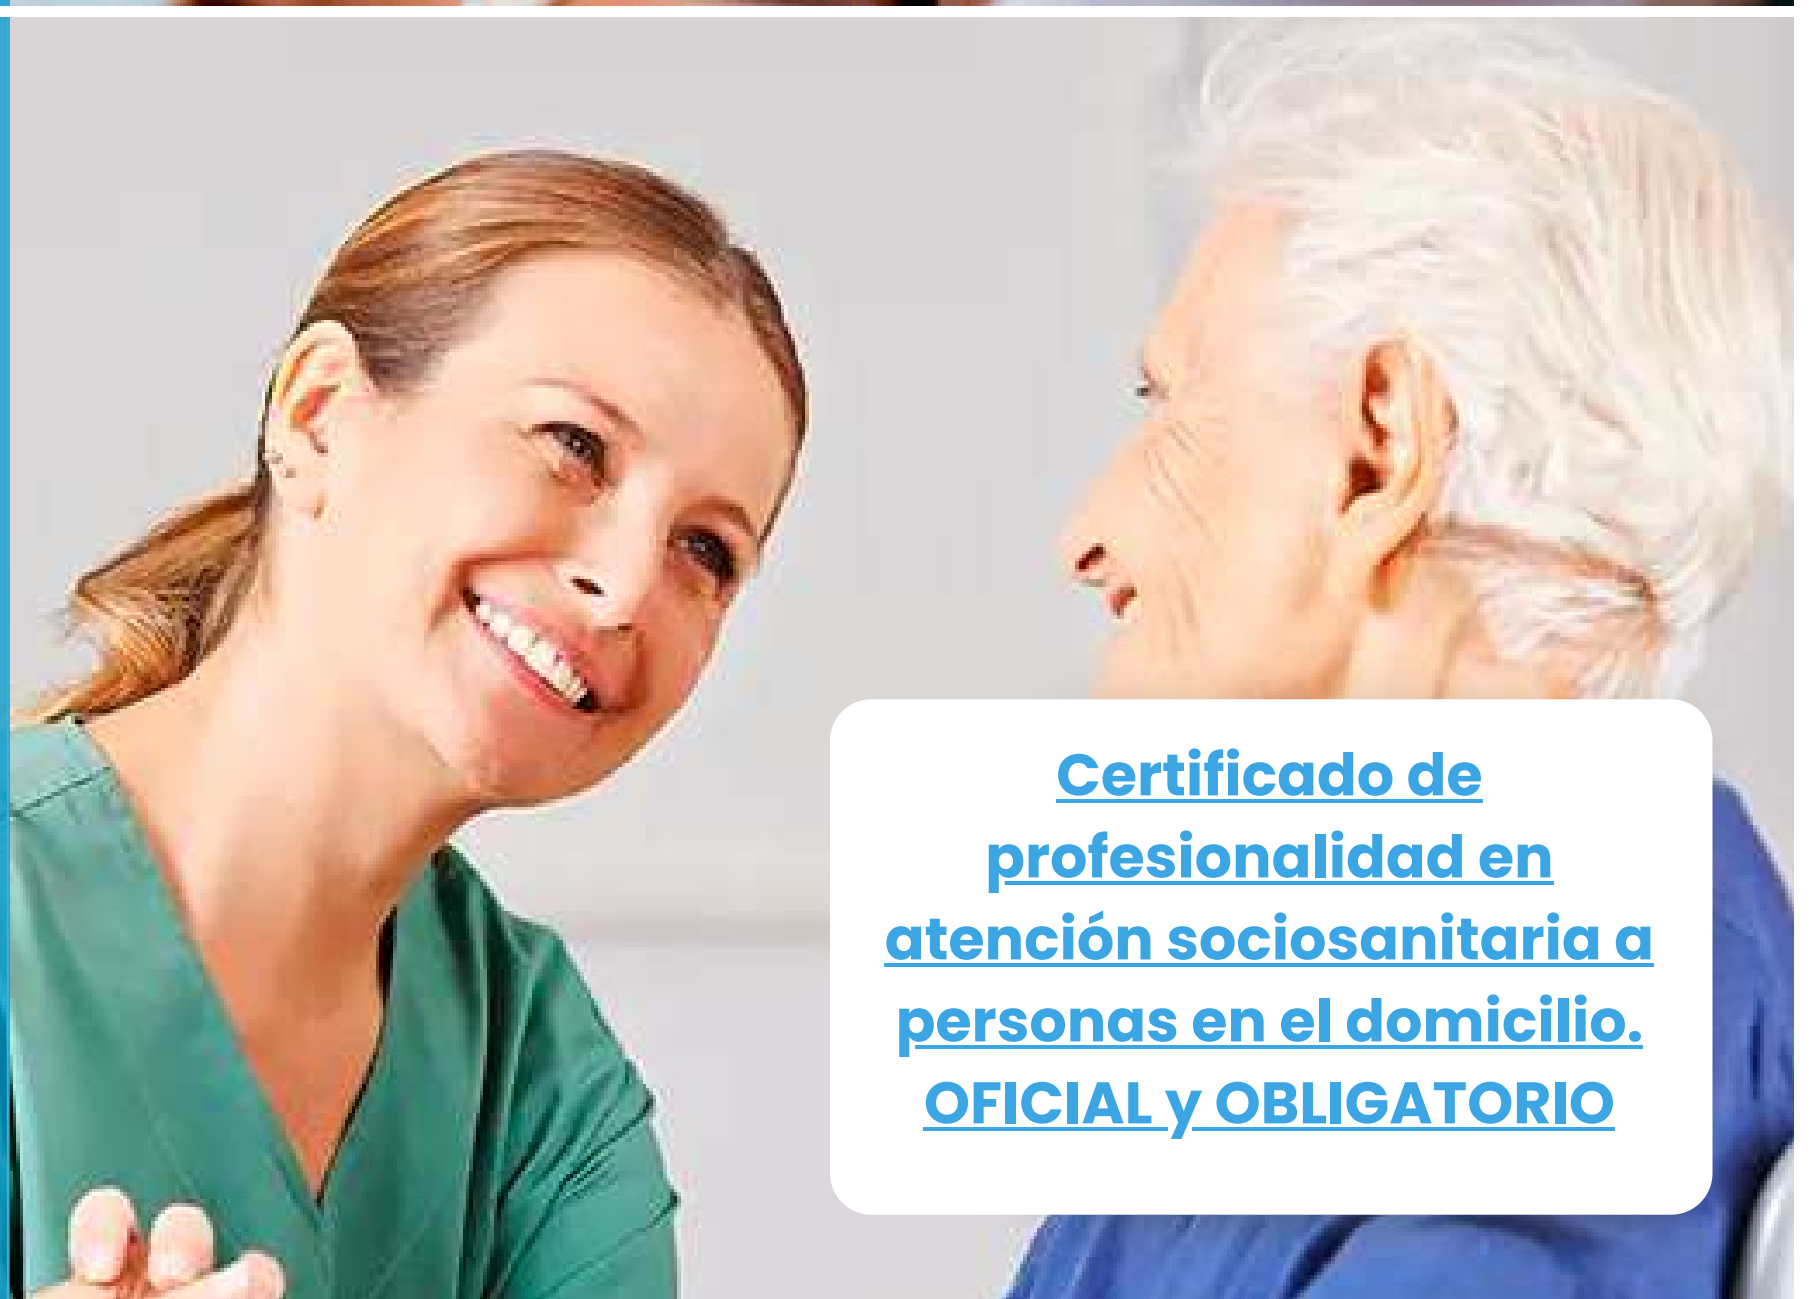 Certificado de
profesionalidad en
atención sociosanitaria a
personas en el domicilio.
OFICIAL y OBLIGATORIO